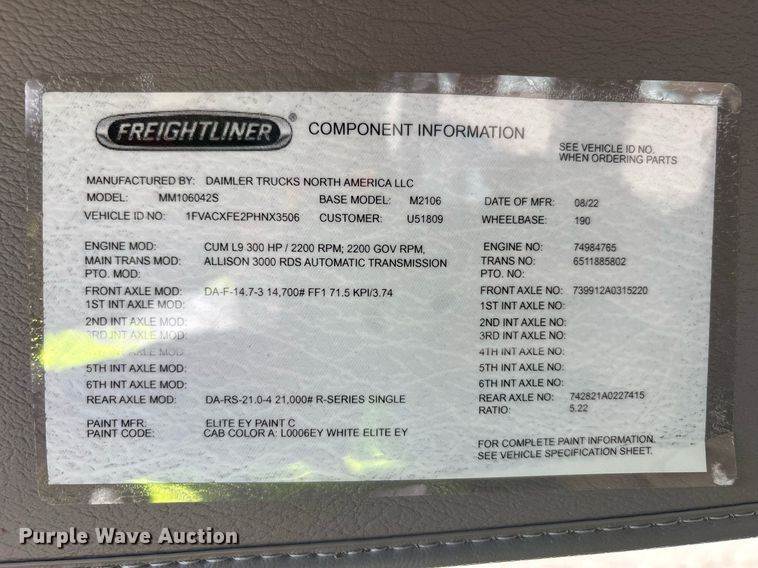 FREIGHTLINER ® COMPONENT INFORMATION
SEE VEHICLE ID NO.
WHEN ORDERING PARTS
MANUFACTURED BY: DAIMLER TRUCKS NORTH AMERICA LLC
MODEL: MM106042S BASE MODEL: M2106 DATE OF MFR: 08/22
VEHICLE ID NO: 1FVACXFE2PHNX3506 CUSTOMER: U51809 WHEELBASE: 190
ENGINE MOD: CUM L9 300 HP / 2200 RPM; 2200 GOV RPM, ENGINE NO: 74984765
MAIN TRANS MOD: ALLISON 3000 RDS AUTOMATIC TRANSMISSION TRANS NO: 6511885802
PTO. MOD: PTO. NO:
FRONT AXLE MOD: DA-F-14.7-3 14,700# FF1 71.5 KPI/3.74 FRONT AXLE NO: 739912A0315220
1ST INT AXLE MOD: 1ST INT AXLE NO:
2ND INT AXLE MOD: 2ND INT AXLE NO:
3RD INT AXLE MOD: 3RD INT AXLE NO:
4TH INT AXLE MOD: 4TH INT AXLE NO:
5TH INT AXLE MOD: 5TH INT AXLE NO:
6TH INT AXLE MOD: 6TH INT AXLE NO:
REAR AXLE MOD: DA-RS-21.0-4 21,000# R-SERIES SINGLE REAR AXLE NO: 742821A0227415
RATIO: 5.22
PAINT MFR. ELITE EY PAINT C
PAINT CODE: CAB COLOR A: L0006EY WHITE ELITE EY
FOR COMPLETE PAINT INFORMATION.
SEE VEHICLE SPECIFICATION SHEET.
Purple Wave Auction